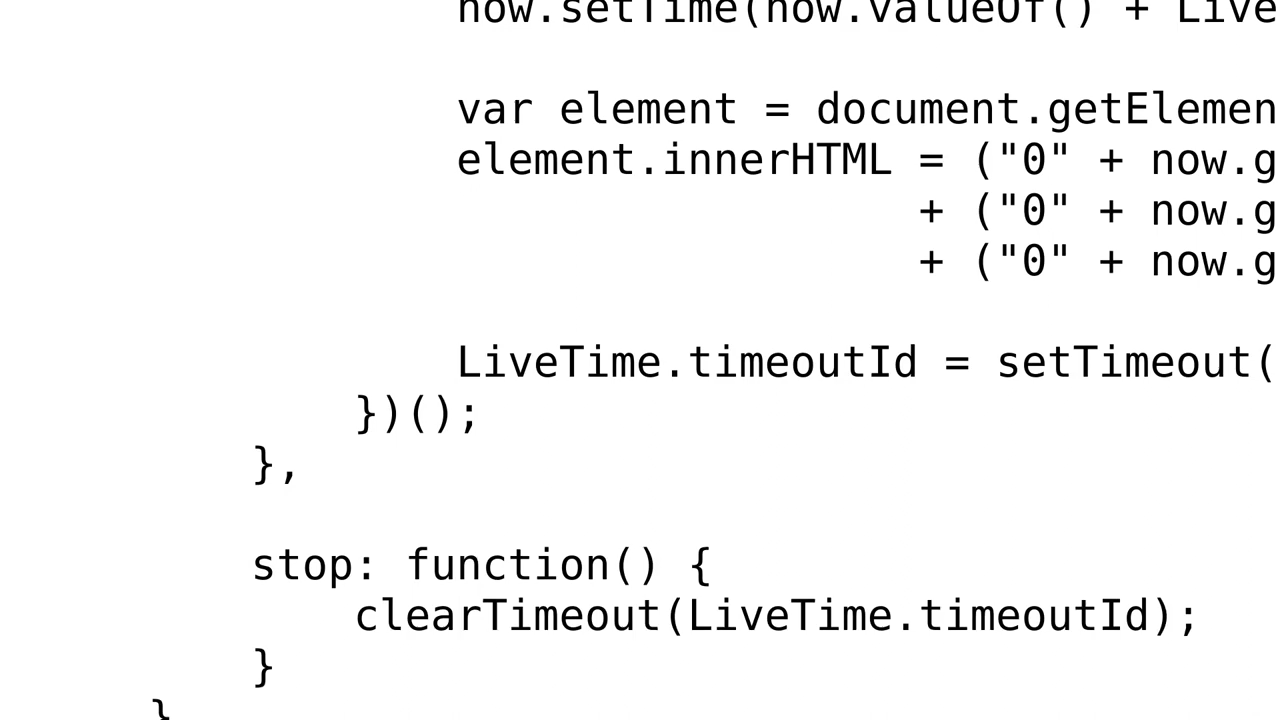 now.setTime(now.valueOf() + Live
var element = document.getElemen
element.innerHTML = ("0" + now.g
+ ("0" + now.g
+ ("0" + now.g
LiveTime.timeoutId = setTimeout(
})();
},
stop: function() {
clearTimeout(LiveTime.timeoutId);
}
}